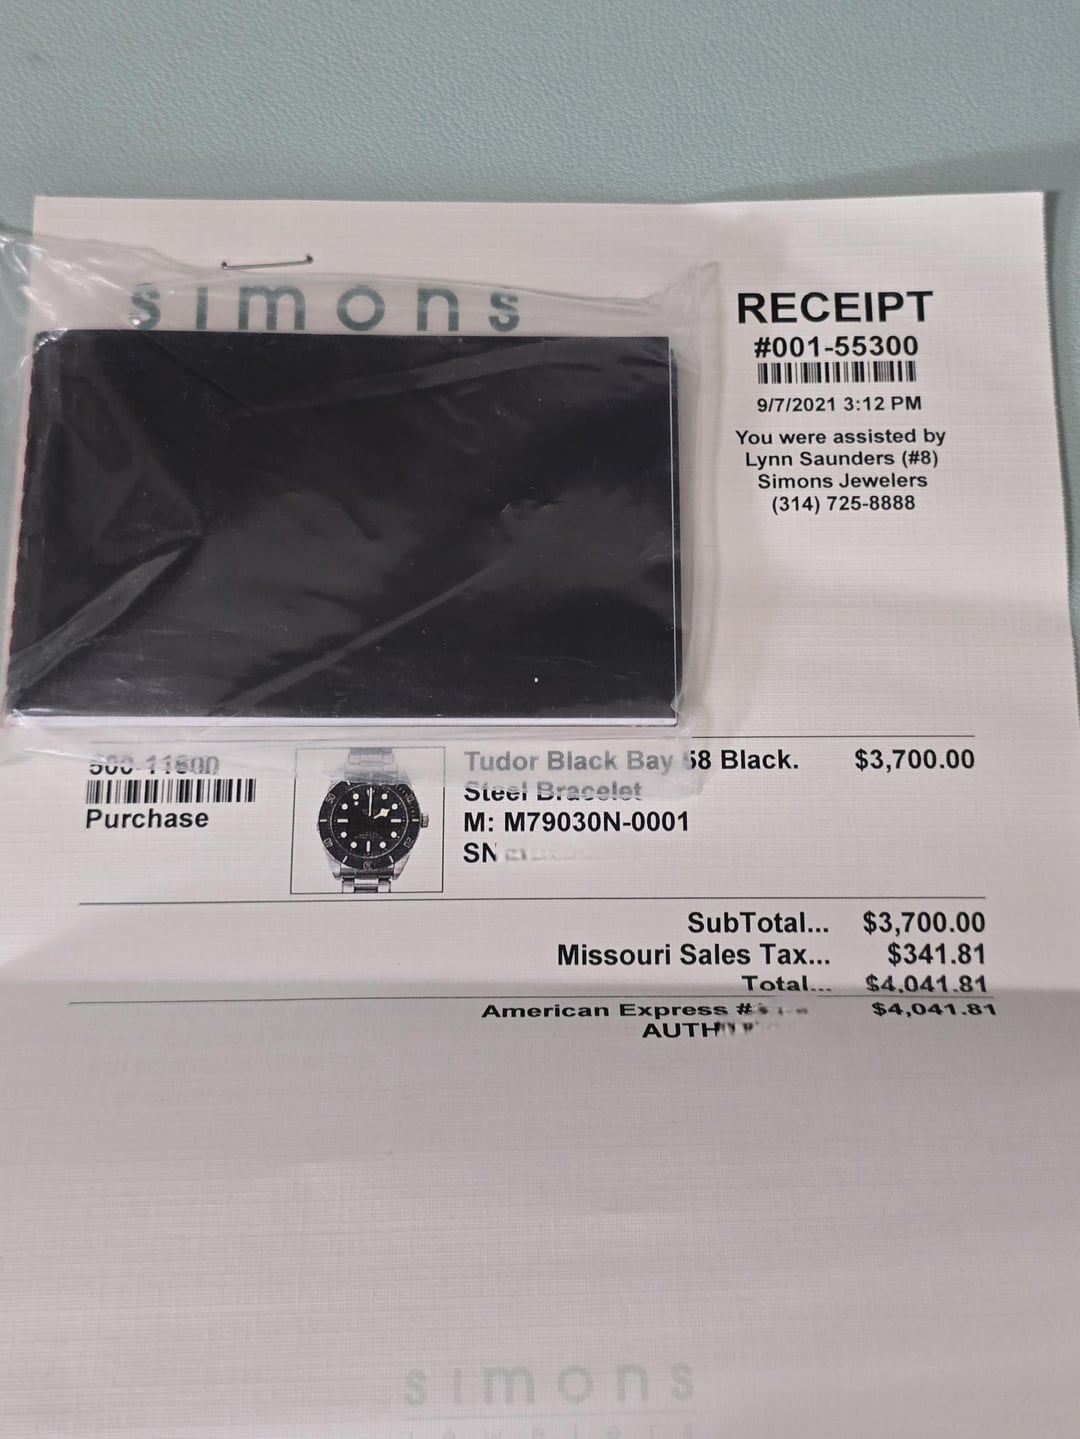 simons
RECEIPT
#001-55300
9/7/2021 3:12 PM
You were assisted by
Lynn Saunders (#8)
Simons Jewelers
(314) 725-8888
Tudor Black Bay 58 Black. $3,700.00
Steel Bracelet
Purchase
M: M79030N-0001
SN
SubTotal... $3,700.00
Missouri Sales Tax... $341.81
Total... $4,041.81
American Express # $4,041.81
AUTH
simons
jewelers